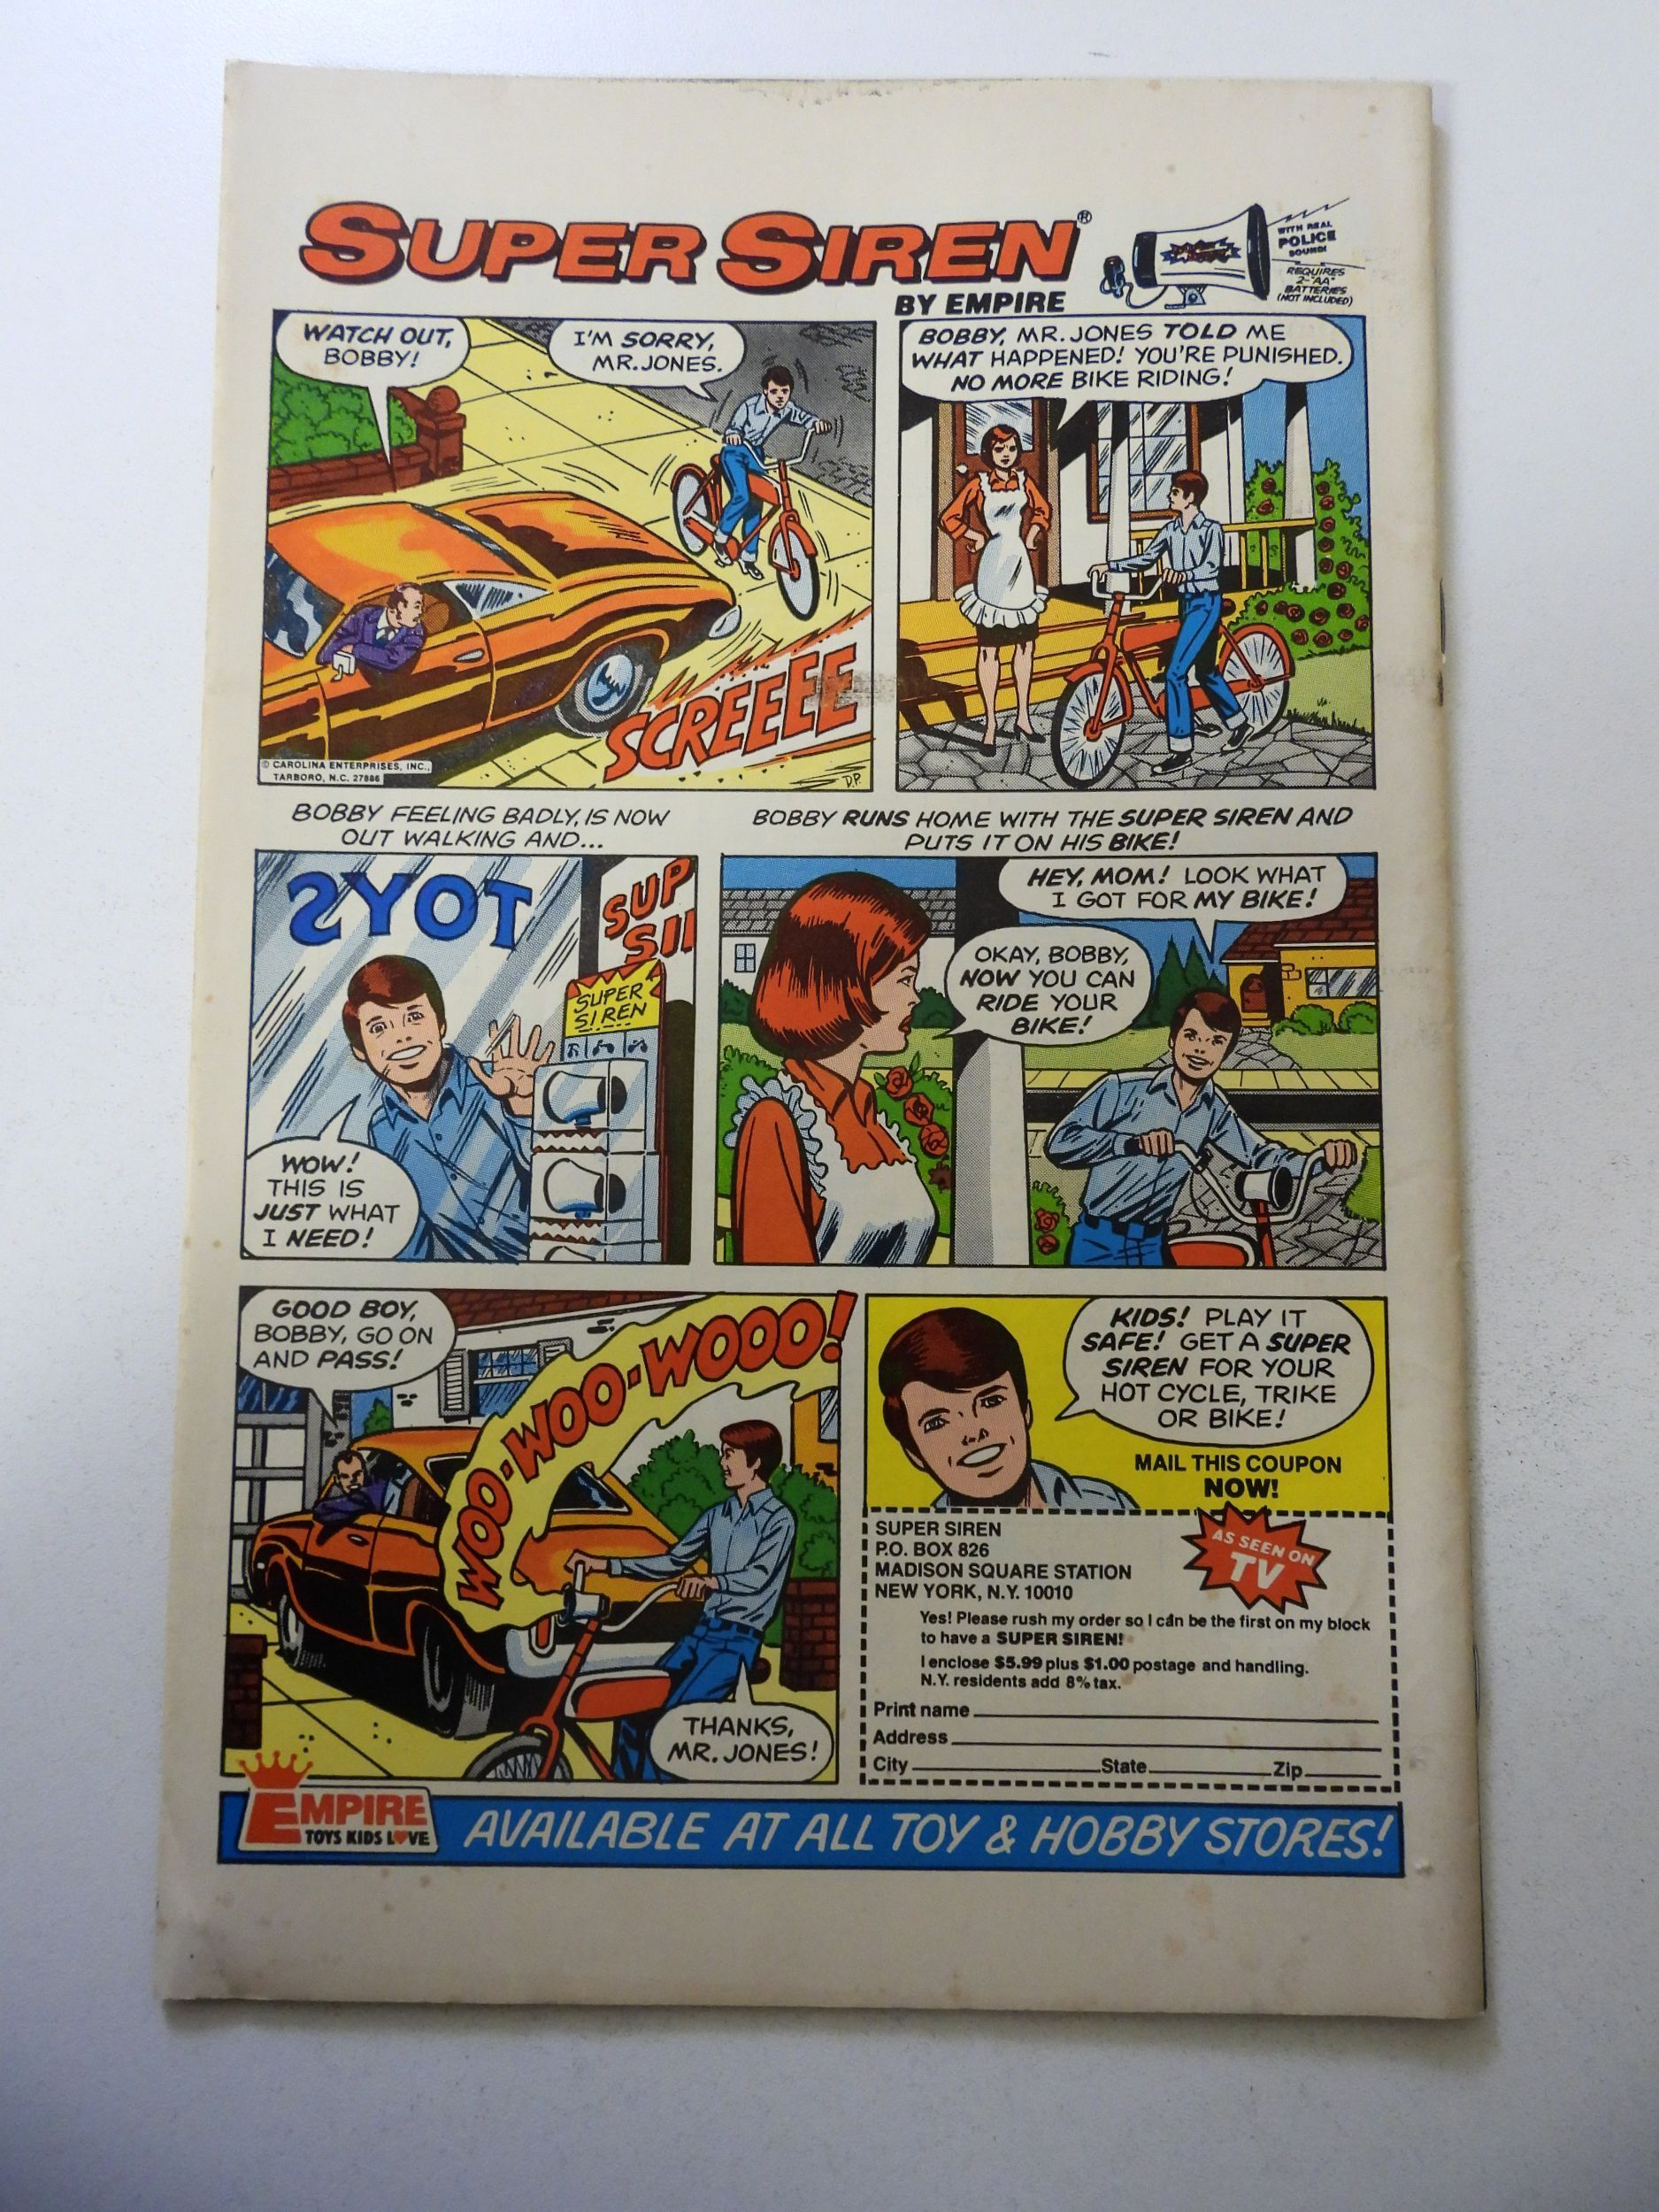 SUPER SIREN®
BY EMPIRE
WITH REAL
POLICE
SOUND!
REQUIRES
2-"AA"
BATTERIES
(NOT INCLUDED)
WATCH OUT,
BOBBY!
I'M SORRY,
MR. JONES.
SCREEEE
© CAROLINA ENTERPRISES, INC.,
TARBORO, N.C. 27886
D.P.
BOBBY, MR. JONES TOLD ME
WHAT HAPPENED! YOU'RE PUNISHED.
NO MORE BIKE RIDING!
BOBBY FEELING BADLY, IS NOW
OUT WALKING AND...
TOYS
SUP
SII
SUPER
SIREN
WOW!
THIS IS
JUST WHAT
I NEED!
BOBBY RUNS HOME WITH THE SUPER SIREN AND
PUTS IT ON HIS BIKE!
HEY, MOM! LOOK WHAT
I GOT FOR MY BIKE!
OKAY, BOBBY,
NOW YOU CAN
RIDE YOUR
BIKE!
GOOD BOY,
BOBBY, GO ON
AND PASS!
WOO-WOO-WOOO!
THANKS,
MR. JONES!
KIDS! PLAY IT
SAFE! GET A SUPER
SIREN FOR YOUR
HOT CYCLE, TRIKE
OR BIKE!
MAIL THIS COUPON
NOW!
SUPER SIREN
P.O. BOX 826
MADISON SQUARE STATION
NEW YORK, N.Y. 10010
AS SEEN ON
TV
Yes! Please rush my order so I can be the first on my block
to have a SUPER SIREN!
I enclose $5.99 plus $1.00 postage and handling.
N.Y. residents add 8% tax.
Print name
Address
City State Zip
EMPIRE
TOYS KIDS LOVE
AVAILABLE AT ALL TOY & HOBBY STORES!